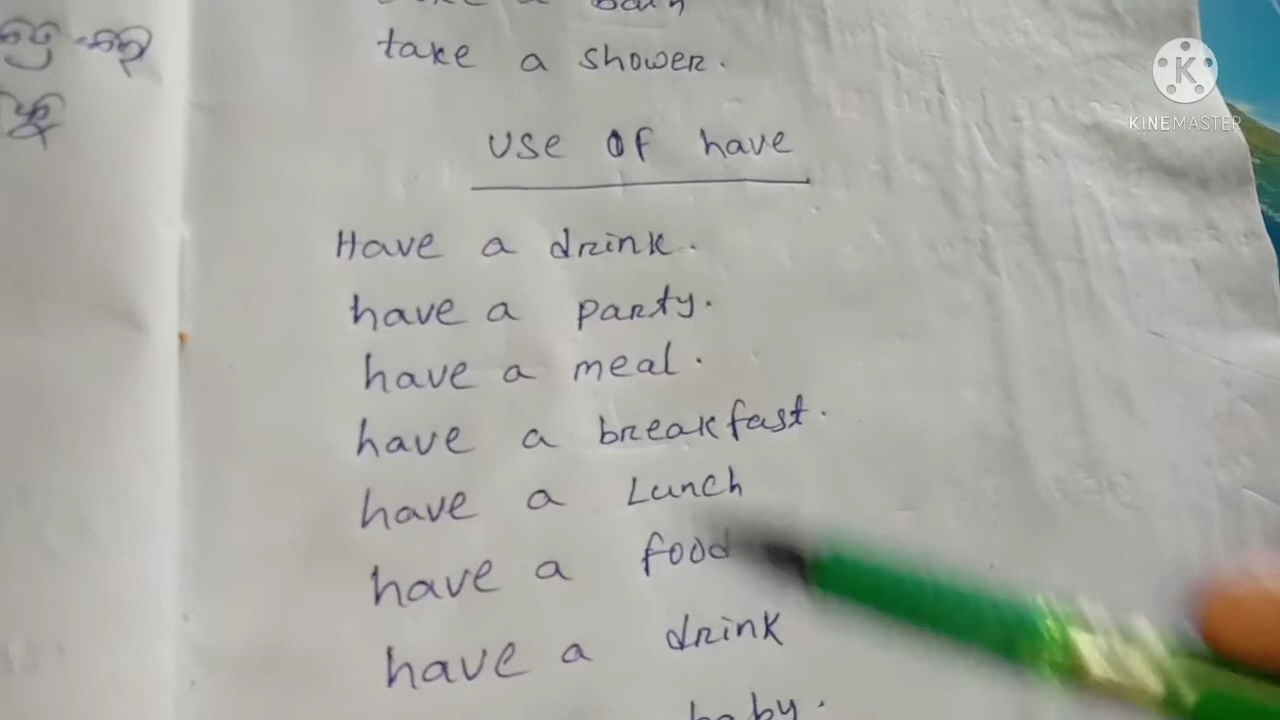 take a shower.
use of have
Have a drink.
have a party.
have a meal.
have a breakfast.
have a Lunch
have a food
have a drink
baby.
KINEMASTER